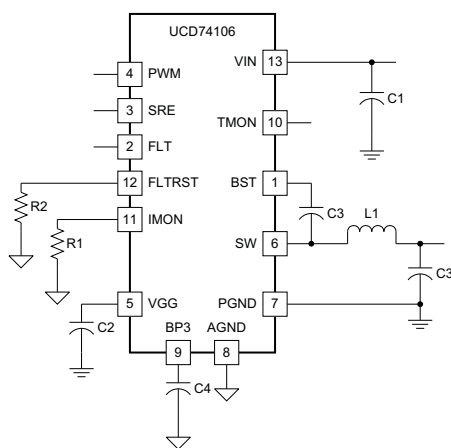 UCD74106
VIN
13
C1
4
PWM
3
SRE
TMON
10
2
FLT
12
FLTRST
BST
1
R2
C3
L1
11
IMON
R1
SW
6
C3
5
VGG
PGND
7
C2
BP3
AGND
9
8
C4